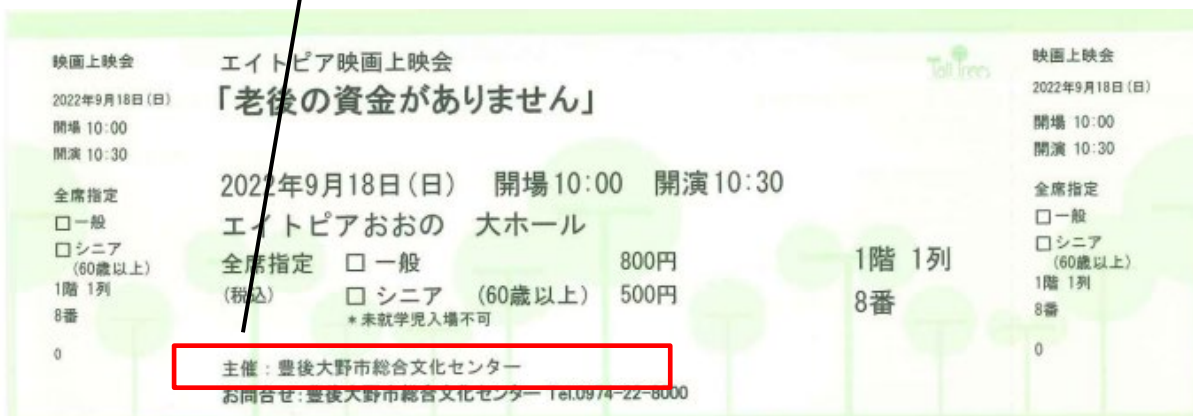 映画上映会
2022年9月18日(日)
開場 10:00
開演 10:30
全席指定
□一般
□シニア
(60歳以上)
1階 1列
8番
0
エイトピア映画上映会
「老後の資金がありません」
2022年9月18日(日) 開場10:00 開演10:30
エイトピアおおの 大ホール
全席指定 □ 一般 800円
(税込) □ シニア (60歳以上) 500円
*未就学児入場不可
1階 1列
8番
主催:豊後大野市総合文化センター
お問合せ:豊後大野市総合文化センター Tel.0974-22-8000
Tall Trees
映画上映会
2022年9月18日(日)
開場 10:00
開演 10:30
全席指定
□一般
□シニア
(60歳以上)
1階 1列
8番
0